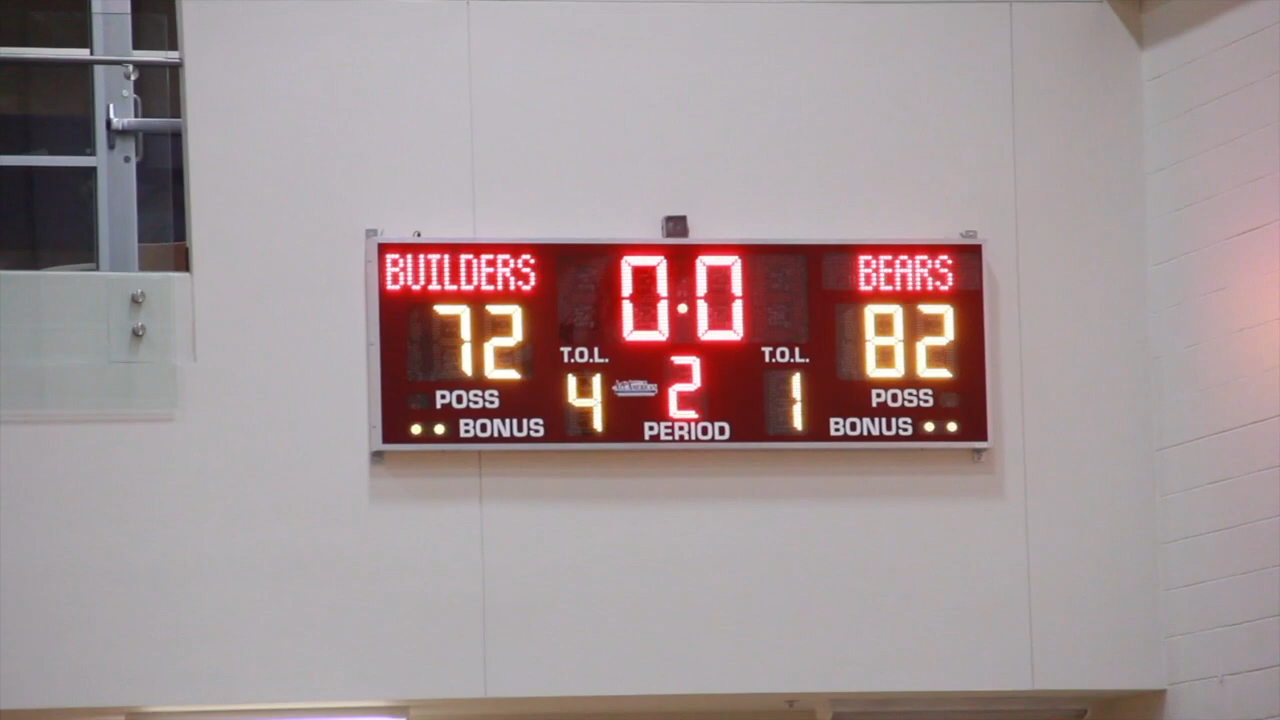 BUILDERS 0.0 BEARS
72 82
T.O.L. T.O.L.
4 2 1
POSS POSS
BONUS PERIOD BONUS